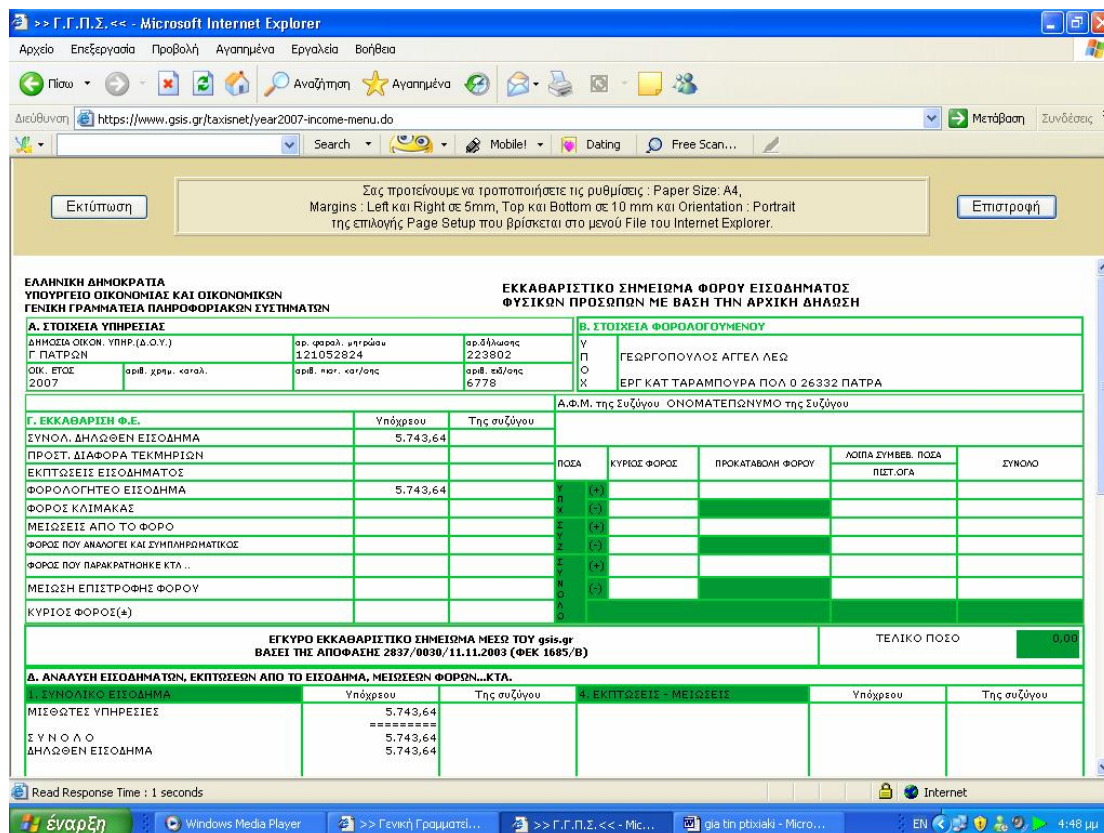 >> Γ.Γ.Π.Σ. << - Microsoft Internet Explorer
Αρχείο Επεξεργασία Προβολή Αγαπημένα Εργαλεία Βοήθεια
Πίσω Αναζήτηση Αγαπημένα
Διεύθυνση https://www.gsis.gr/taxisnet/year2007-income-menu.do Μετάβαση Συνδέσεις
Search Mobile! Dating Free Scan...
Σας προτείνουμε να τροποποιήσετε τις ρυθμίσεις : Paper Size: A4,
Εκτύπωση Margins : Left και Right σε 5mm, Top και Bottom σε 10 mm και Orientation : Portrait Επιστροφή
της επιλογής Page Setup που βρίσκεται στο μενού File του Internet Explorer.
ΕΛΛΗΝΙΚΗ ΔΗΜΟΚΡΑΤΙΑ
ΥΠΟΥΡΓΕΙΟ ΟΙΚΟΝΟΜΙΑΣ ΚΑΙ ΟΙΚΟΝΟΜΙΚΩΝ
ΓΕΝΙΚΗ ΓΡΑΜΜΑΤΕΙΑ ΠΛΗΡΟΦΟΡΙΑΚΩΝ ΣΥΣΤΗΜΑΤΩΝ
ΕΚΚΑΘΑΡΙΣΤΙΚΟ ΣΗΜΕΙΩΜΑ ΦΟΡΟΥ ΕΙΣΟΔΗΜΑΤΟΣ
ΦΥΣΙΚΩΝ ΠΡΟΣΩΠΩΝ ΜΕ ΒΑΣΗ ΤΗΝ ΑΡΧΙΚΗ ΔΗΛΩΣΗ
Α. ΣΤΟΙΧΕΙΑ ΥΠΗΡΕΣΙΑΣ
ΔΗΜΟΣΙΑ ΟΙΚΟΝ. ΥΠΗΡ.(Δ.Ο.Υ.) αρ. φορολ. μητρώου αρ.δήλωσης
Γ ΠΑΤΡΩΝ 121052824 223802
ΟΙΚ. ΕΤΟΣ αριθ. χρημ. καταλ. αριθ. πιστ. κατ/σης αριθ. ειδ/σης
2007 6778
Β. ΣΤΟΙΧΕΙΑ ΦΟΡΟΛΟΓΟΥΜΕΝΟΥ
Υ Π Ο Χ
ΓΕΩΡΓΟΠΟΥΛΟΣ ΑΓΓΕΛ ΛΕΩ
ΕΡΓ ΚΑΤ ΤΑΡΑΜΠΟΥΡΑ ΠΟΛ 0 26332 ΠΑΤΡΑ
Α.Φ.Μ. της Συζύγου ΟΝΟΜΑΤΕΠΩΝΥΜΟ της Συζύγου
Γ. ΕΚΚΑΘΑΡΙΣΗ Φ.Ε. Υπόχρεου Της συζύγου
ΣΥΝΟΛ. ΔΗΛΩΘΕΝ ΕΙΣΟΔΗΜΑ 5.743,64
ΠΡΟΣΤ. ΔΙΑΦΟΡΑ ΤΕΚΜΗΡΙΩΝ
ΕΚΠΤΩΣΕΙΣ ΕΙΣΟΔΗΜΑΤΟΣ
ΦΟΡΟΛΟΓΗΤΕΟ ΕΙΣΟΔΗΜΑ 5.743,64
ΦΟΡΟΣ ΚΛΙΜΑΚΑΣ
ΜΕΙΩΣΕΙΣ ΑΠΟ ΤΟ ΦΟΡΟ
ΦΟΡΟΣ ΠΟΥ ΑΝΑΛΟΓΕΙ ΚΑΙ ΣΥΜΠΛΗΡΩΜΑΤΙΚΟΣ
ΦΟΡΟΣ ΠΟΥ ΠΑΡΑΚΡΑΤΗΘΗΚΕ ΚΤΛ ..
ΜΕΙΩΣΗ ΕΠΙΣΤΡΟΦΗΣ ΦΟΡΟΥ
ΚΥΡΙΟΣ ΦΟΡΟΣ(±)
ΠΟΣΑ ΚΥΡΙΟΣ ΦΟΡΟΣ ΠΡΟΚΑΤΑΒΟΛΗ ΦΟΡΟΥ ΛΟΙΠΑ ΣΥΜΒΕΒ. ΠΟΣΑ ΣΥΝΟΛΟ
ΠΙΣΤ.ΟΓΑ
Υ Π Χ (+)
(-)
Σ Υ Ζ (+)
(-)
Σ Υ Ν Ο Λ Ο (+)
(-)
ΕΓΚΥΡΟ ΕΚΚΑΘΑΡΙΣΤΙΚΟ ΣΗΜΕΙΩΜΑ ΜΕΣΩ ΤΟΥ gsis.gr ΤΕΛΙΚΟ ΠΟΣΟ 0,00
ΒΑΣΕΙ ΤΗΣ ΑΠΟΦΑΣΗΣ 2837/0030/11.11.2003 (ΦΕΚ 1685/Β)
Δ. ΑΝΑΛΥΣΗ ΕΙΣΟΔΗΜΑΤΩΝ, ΕΚΠΤΩΣΕΩΝ ΑΠΟ ΤΟ ΕΙΣΟΔΗΜΑ, ΜΕΙΩΣΕΩΝ ΦΟΡΩΝ...ΚΤΛ.
1. ΣΥΝΟΛΙΚΟ ΕΙΣΟΔΗΜΑ Υπόχρεου Της συζύγου 4. ΕΚΠΤΩΣΕΙΣ - ΜΕΙΩΣΕΙΣ Υπόχρεου Της συζύγου
ΜΙΣΘΩΤΕΣ ΥΠΗΡΕΣΙΕΣ 5.743,64
=========
Σ Υ Ν Ο Λ Ο 5.743,64
ΔΗΛΩΘΕΝ ΕΙΣΟΔΗΜΑ 5.743,64
Read Response Time : 1 seconds Internet
έναρξη Windows Media Player >> Γενική Γραμματεί... >> Γ.Γ.Π.Σ. << - Mic... gia tin ptixiaki - Micro... EN 4:48 μμ